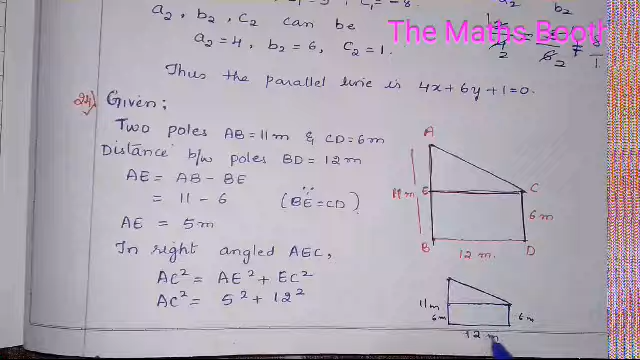 a₂, b₂, c₂ can be
a₂ = 4, b₂ = 6, c₂ = 1.
The Maths Booth
Thus the parallel line is 4x + 6y + 1 = 0.
24) Given;
Two poles AB = 11m & CD = 6m
Distance b/w poles BD = 12m
AE = AB - BE
= 11 - 6 (∵ BE = CD)
AE = 5m
In right angled AEC,
AC² = AE² + EC²
AC² = 5² + 12²
A
E
C
11m
6m
B
12 m.
D
11m
6m
6m
12 m